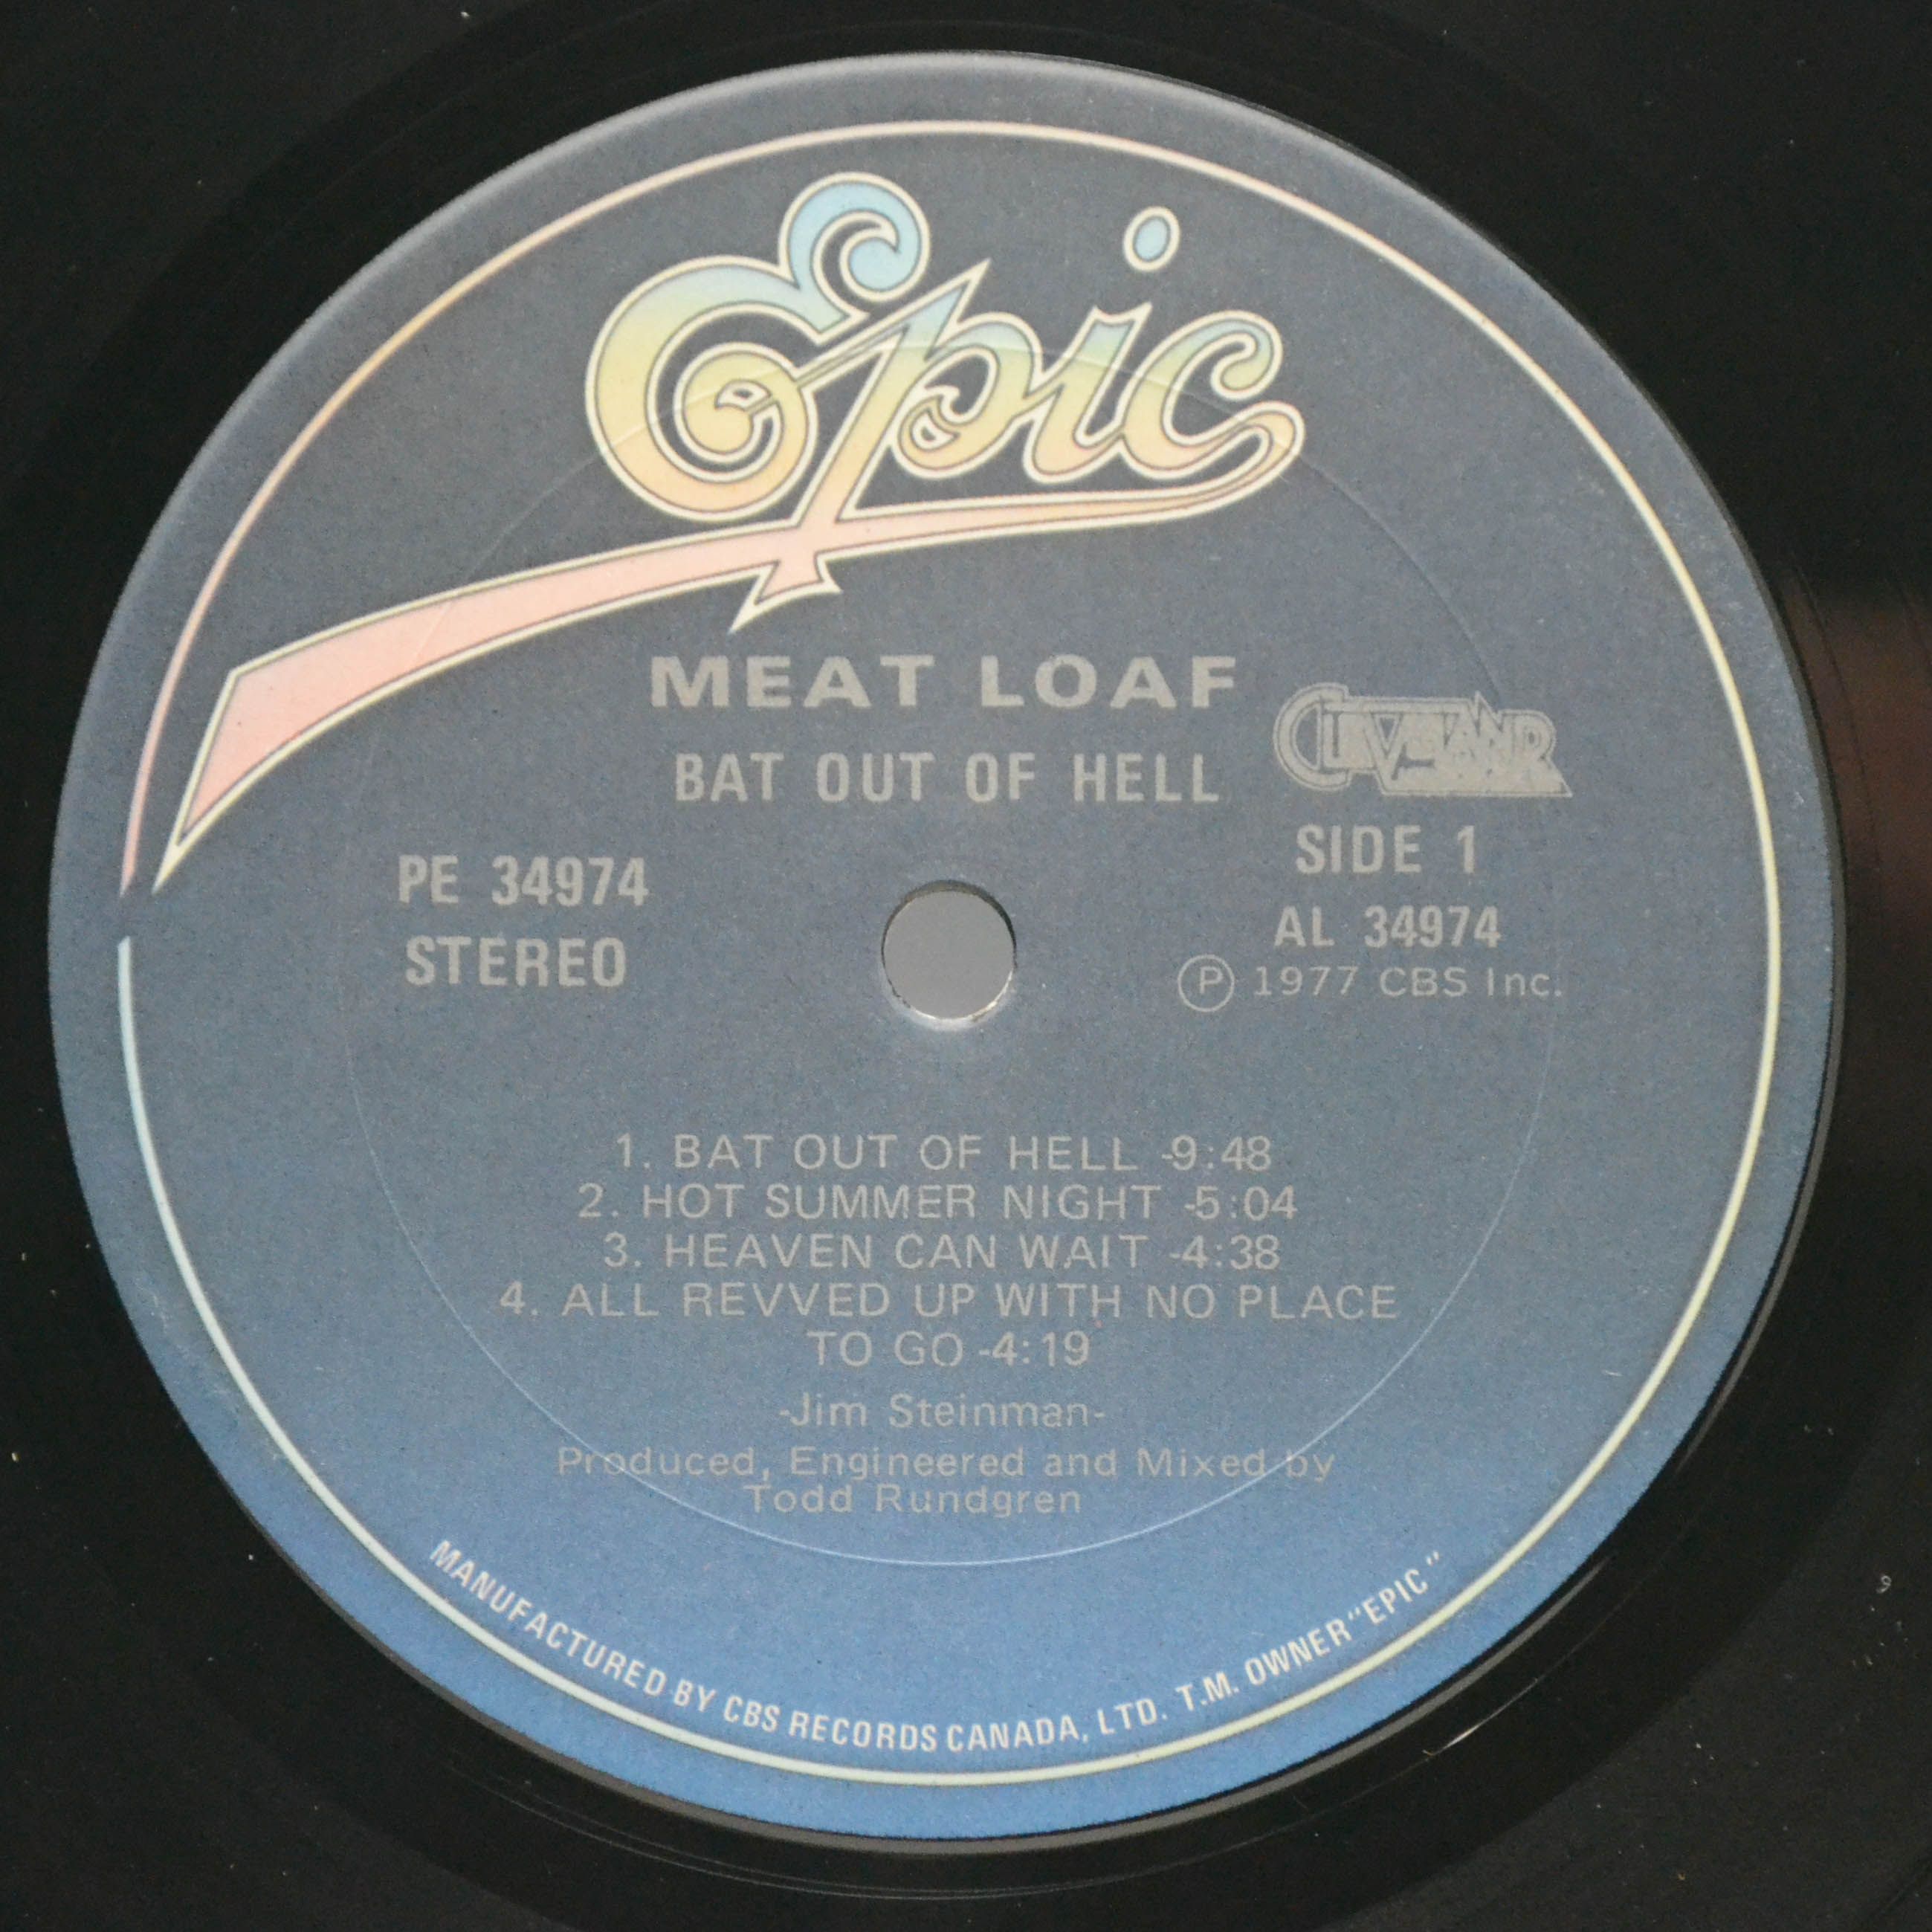 Epic
MEAT LOAF
BAT OUT OF HELL
CLEVELAND
PE 34974
STEREO
SIDE 1
AL 34974
Ⓟ 1977 CBS Inc.
1. BAT OUT OF HELL -9:48
2. HOT SUMMER NIGHT -5:04
3. HEAVEN CAN WAIT -4:38
4. ALL REVVED UP WITH NO PLACE
TO GO -4:19
-Jim Steinman-
Produced, Engineered and Mixed by
Todd Rundgren
MANUFACTURED BY CBS RECORDS CANADA, LTD. T.M. OWNER "EPIC"